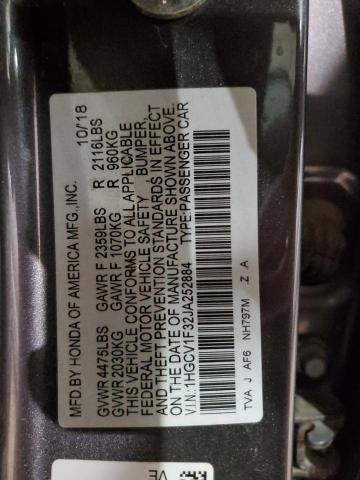 MFD.BY HONDA OF AMERICA MFG.,INC. 10/'18
GVWR 4475LBS GAWR F 2359LBS R 2116LBS
GVWR 2030KG GAWR F 1070KG R 960KG
THIS VEHICLE CONFORMS TO ALL APPLICABLE
FEDERAL MOTOR VEHICLE SAFETY , BUMPER,
AND THEFT PREVENTION STANDARDS IN EFFECT
ON THE DATE OF MANUFACTURE SHOWN ABOVE.
V.I.N.:1HGCV1F32JA252884 TYPE:PASSENGER CAR
TVA J AF6 NH797M Z A
VE